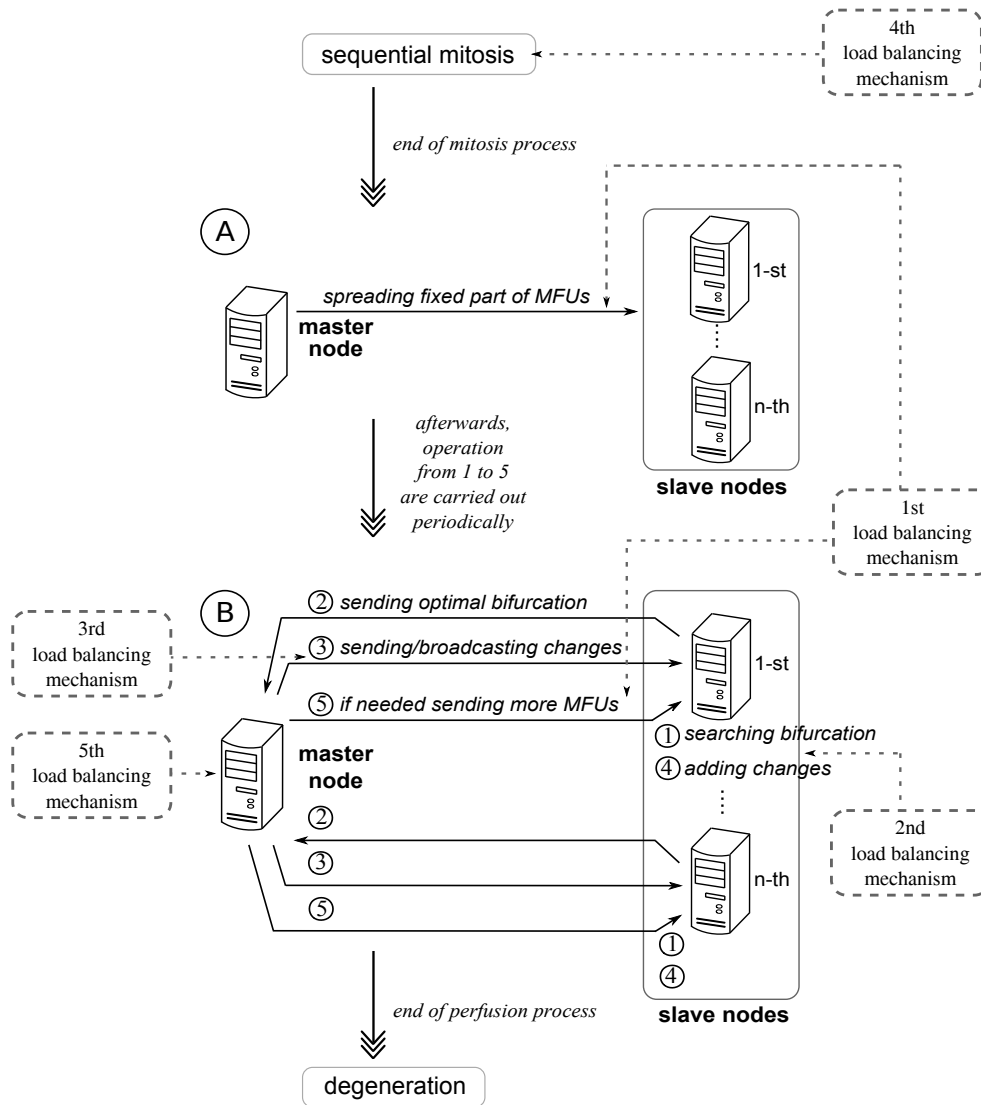 sequential mitosis
4th
load balancing
mechanism
end of mitosis process
A
1-st
spreading fixed part of MFUs
master
node
n-th
slave nodes
afterwards,
operation
from 1 to 5
are carried out
periodically
1st
load balancing
mechanism
B
2 sending optimal bifurcation
3rd
load balancing
mechanism
3 sending/broadcasting changes
1-st
5 if needed sending more MFUs
1 searching bifurcation
5th
load balancing
mechanism
master
node
4 adding changes
2
3
n-th
2nd
load balancing
mechanism
5
1
4
end of perfusion process
slave nodes
degeneration